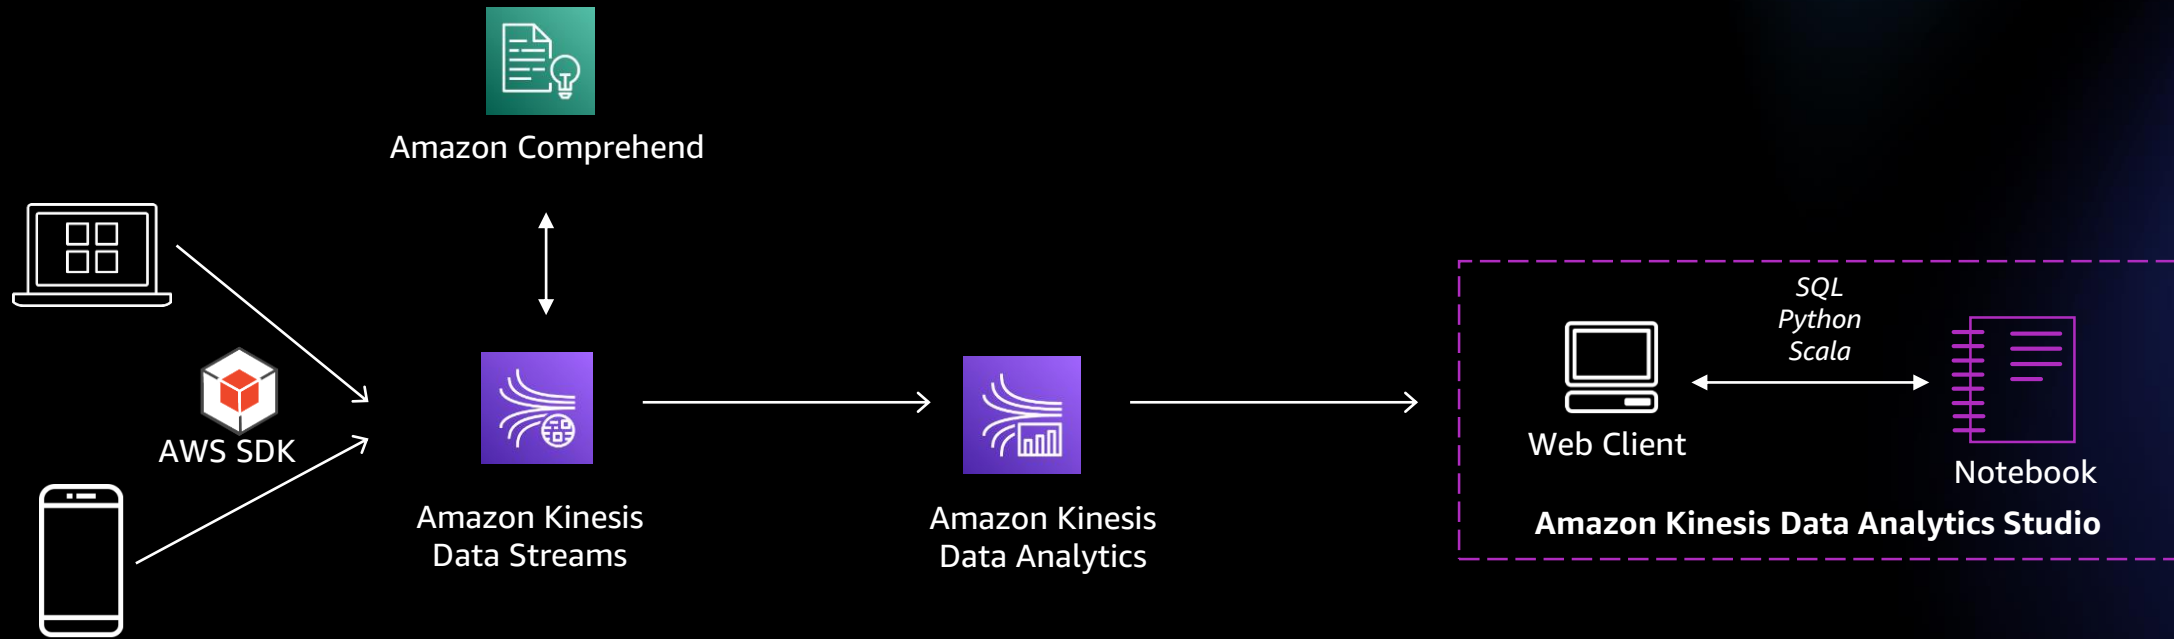 Amazon Comprehend
AWS SDK
Amazon Kinesis
Data Streams
Amazon Kinesis
Data Analytics
SQL
Python
Scala
Web Client
Notebook
Amazon Kinesis Data Analytics Studio